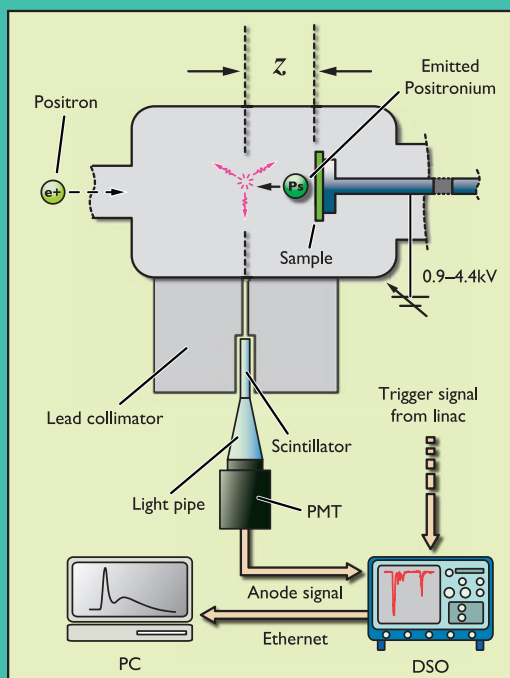 z
Emitted
Positronium
Positron
e+
Ps
Sample
0.9–4.4kV
Lead collimator
Scintillator
Trigger signal
from linac
Light pipe
PMT
Anode signal
Ethernet
PC
DSO